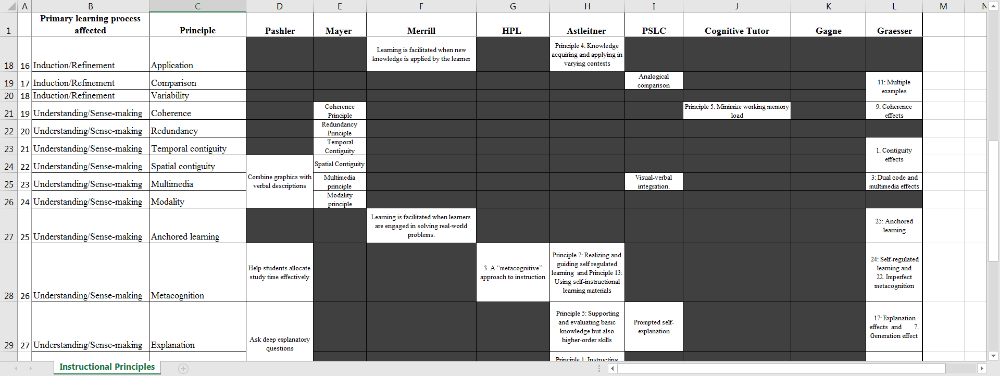 A B C D E F G H I J K L M N
1 Primary learning process
affected Principle Pashler Mayer Merrill HPL Astleitner PSLC Cognitive Tutor Gagne Graesser
18 16 Induction/Refinement Application
Learning is facilitated when new
knowledge is applied by the learner
Principle 4: Knowledge
acquiring and applying in
varying contexts
19 17 Induction/Refinement Comparison
Analogical
comparison
11: Multiple
examples
20 18 Induction/Refinement Variability
21 19 Understanding/Sense-making Coherence
Coherence
Principle
Principle 5. Minimize working memory
load
9: Coherence
effects
22 20 Understanding/Sense-making Redundancy
Redundancy
Principle
23 21 Understanding/Sense-making Temporal contiguity
Temporal
Contiguity
1. Contiguity
effects
24 22 Understanding/Sense-making Spatial contiguity
Combine graphics with
verbal descriptions
Spatial Contiguity
25 23 Understanding/Sense-making Multimedia
Multimedia
principle
Visual-verbal
integration.
3: Dual code and
multimedia effects
26 24 Understanding/Sense-making Modality
Modality
principle
27 25 Understanding/Sense-making Anchored learning
Learning is facilitated when learners
are engaged in solving real-world
problems.
25: Anchored
learning
28 26 Understanding/Sense-making Metacognition
Help students allocate
study time effectively
3. A “metacognitive”
approach to instruction
Principle 7: Realizing and
guiding self regulated
learning and Principle 13:
Using self-instructional
learning materials
24: Self-regulated
learning and
22. Imperfect
metacognition
29 27 Understanding/Sense-making Explanation
Ask deep explanatory
questions
Principle 5: Supporting
and evaluating basic
knowledge but also
higher-order skills
Prompted self-
explanation
17: Explanation
effects and 7.
Generation effect
Principle 1: Instructing
Instructional Principles